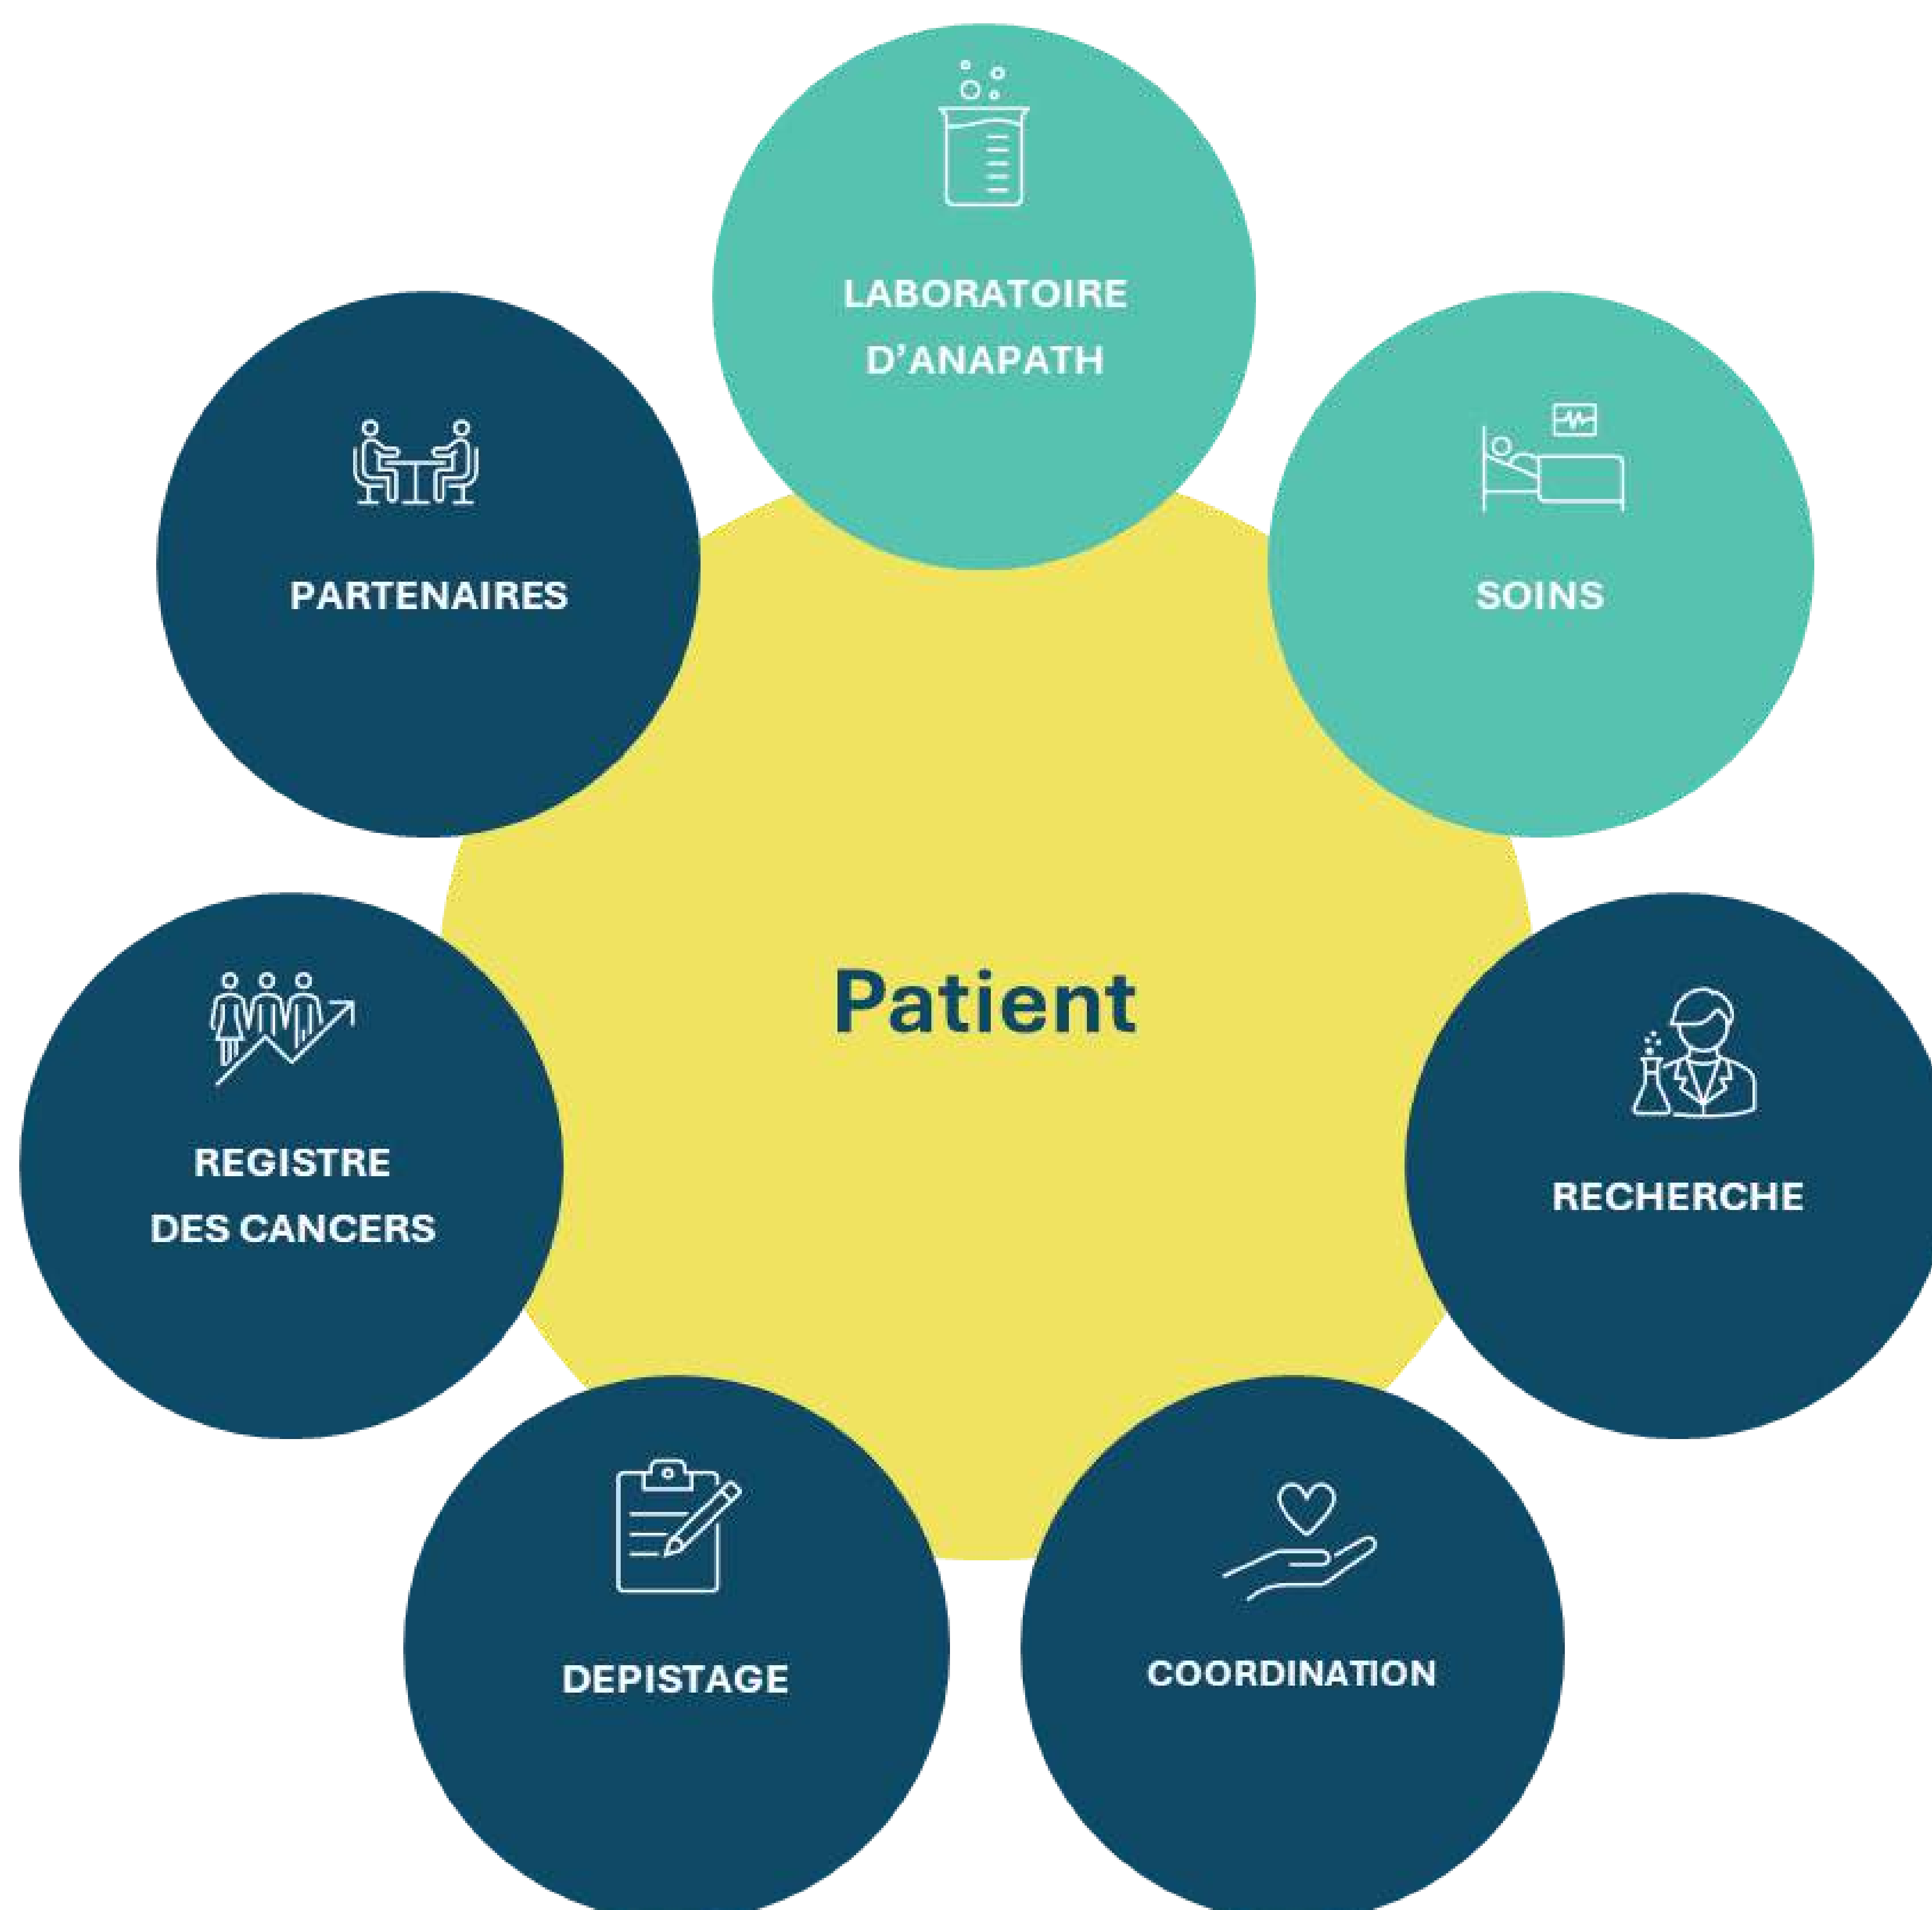 LABORATOIRE
D’ANAPATH
PARTENAIRES
SOINS
Patient
REGISTRE
DES CANCERS
RECHERCHE
DEPISTAGE
COORDINATION